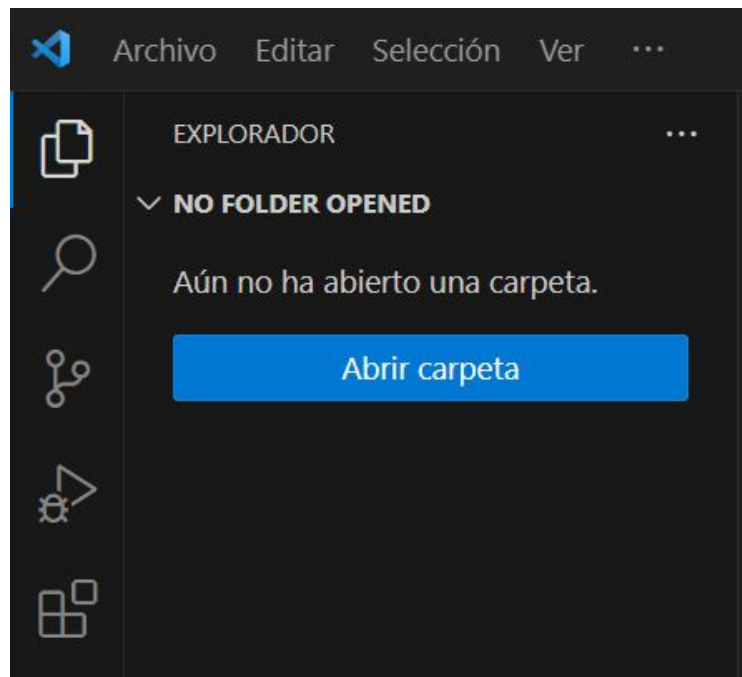 Archivo Editar Selección Ver ...
EXPLORADOR ...
NO FOLDER OPENED
Aún no ha abierto una carpeta.
Abrir carpeta